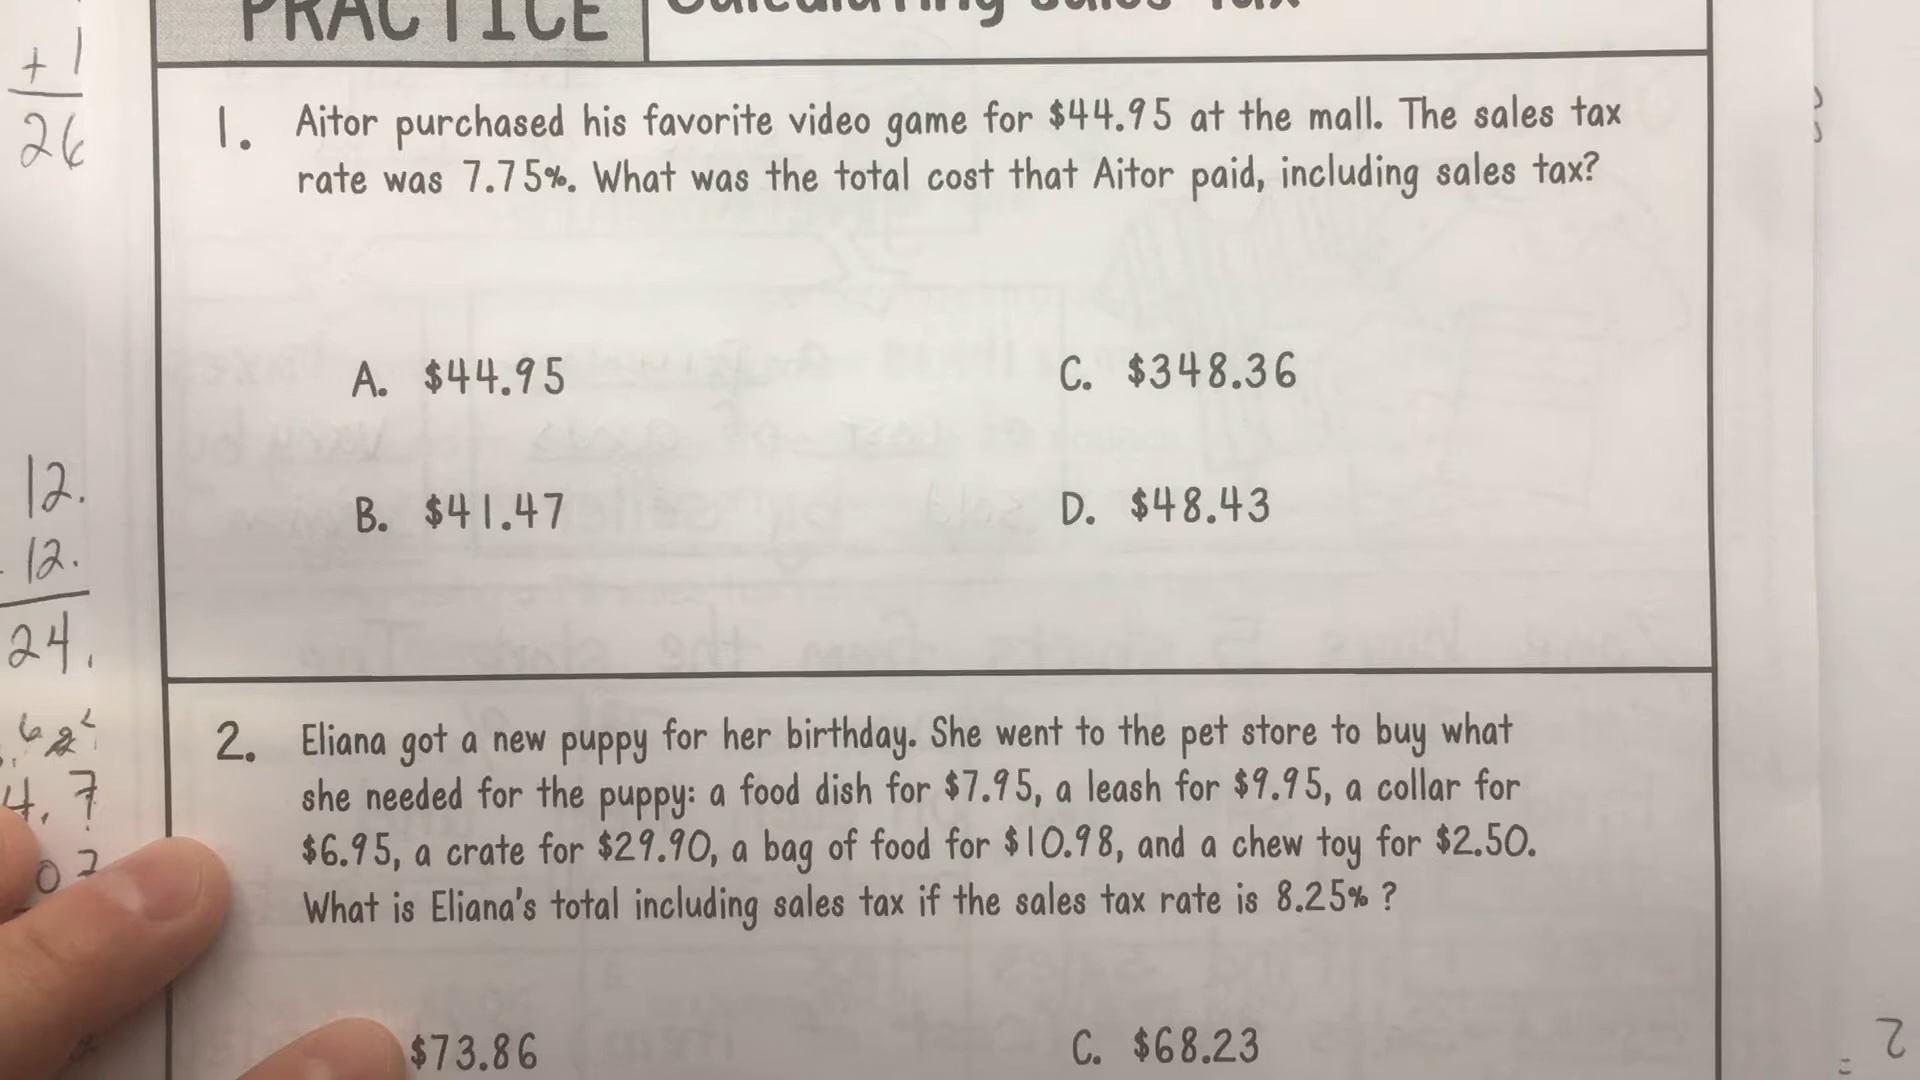 PRACTICE
Calculating Sales Tax
+ 1
26
1. Aitor purchased his favorite video game for $44.95 at the mall. The sales tax
rate was 7.75%. What was the total cost that Aitor paid, including sales tax?
A. $44.95
C. $348.36
B. $41.47
D. $48.43
12.
12.
24.
2. Eliana got a new puppy for her birthday. She went to the pet store to buy what
she needed for the puppy: a food dish for $7.95, a leash for $9.95, a collar for
$6.95, a crate for $29.90, a bag of food for $10.98, and a chew toy for $2.50.
What is Eliana's total including sales tax if the sales tax rate is 8.25% ?
4.7
$73.86
C. $68.23